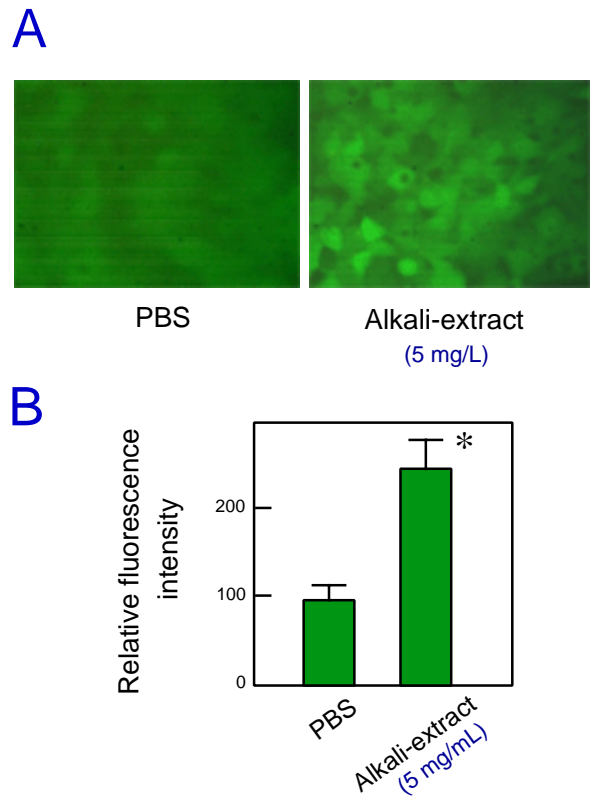 A
PBS
Alkali-extract
(5 mg/L)
B
Relative fluorescence
intensity
200
100
0
*
PBS
Alkali-extract
(5 mg/mL)